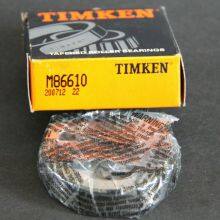 TIMKEN
TAPERED ROLLER BEARINGS
M86610
TIMKEN
200712 22